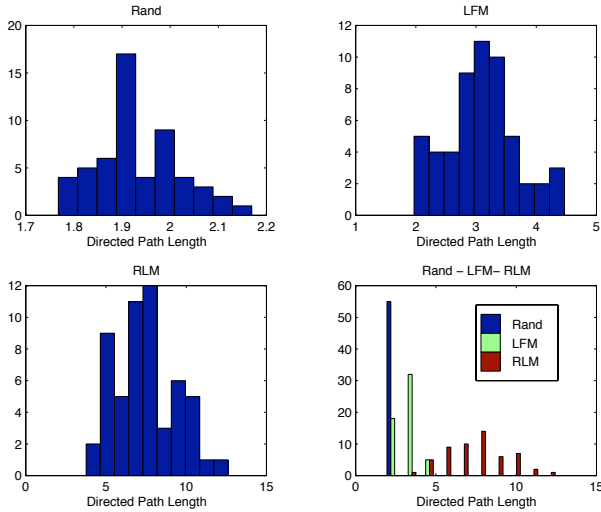 Rand
20
15
10
5
0
1.7 1.8 1.9 2 2.1 2.2
Directed Path Length
LFM
12
10
8
6
4
2
0
1 2 3 4 5
Directed Path Length
RLM
12
10
8
6
4
2
0
0 5 10 15
Directed Path Length
Rand – LFM– RLM
60
50
40
30
20
10
0
0 5 10 15
Directed Path Length
Rand
LFM
RLM